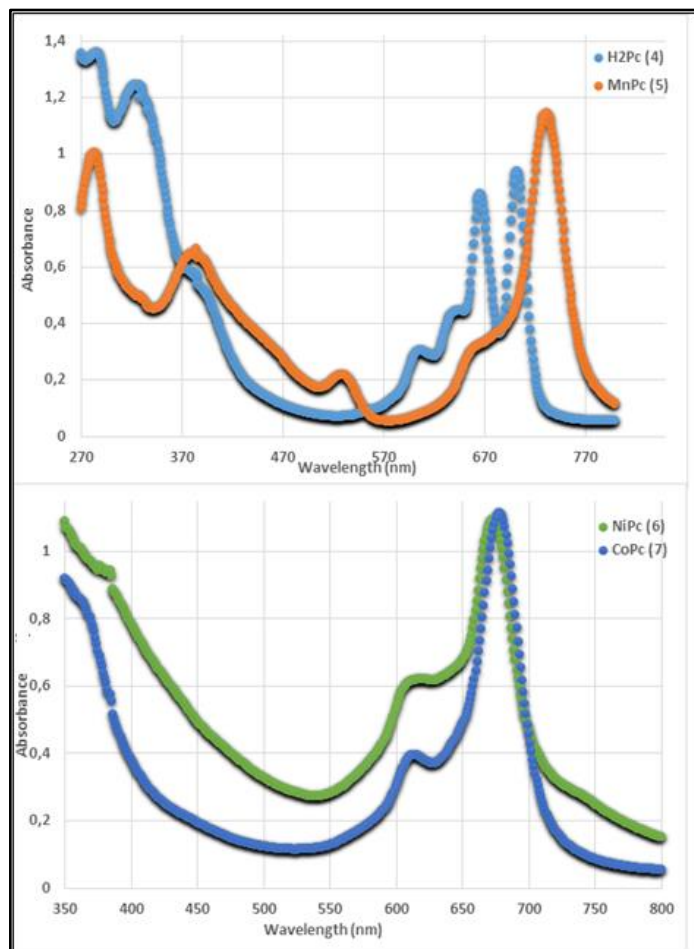 1,4
1,2
1
0,8
0,6
0,4
0,2
0
Absorbance
H2Pc (4)
MnPc (5)
270 370 470 570 670 770
Wavelength (nm)
1
0,8
0,6
0,4
0,2
0
Absorbance
NiPc (6)
CoPc (7)
350 400 450 500 550 600 650 700 750 800
Wavelength (nm)